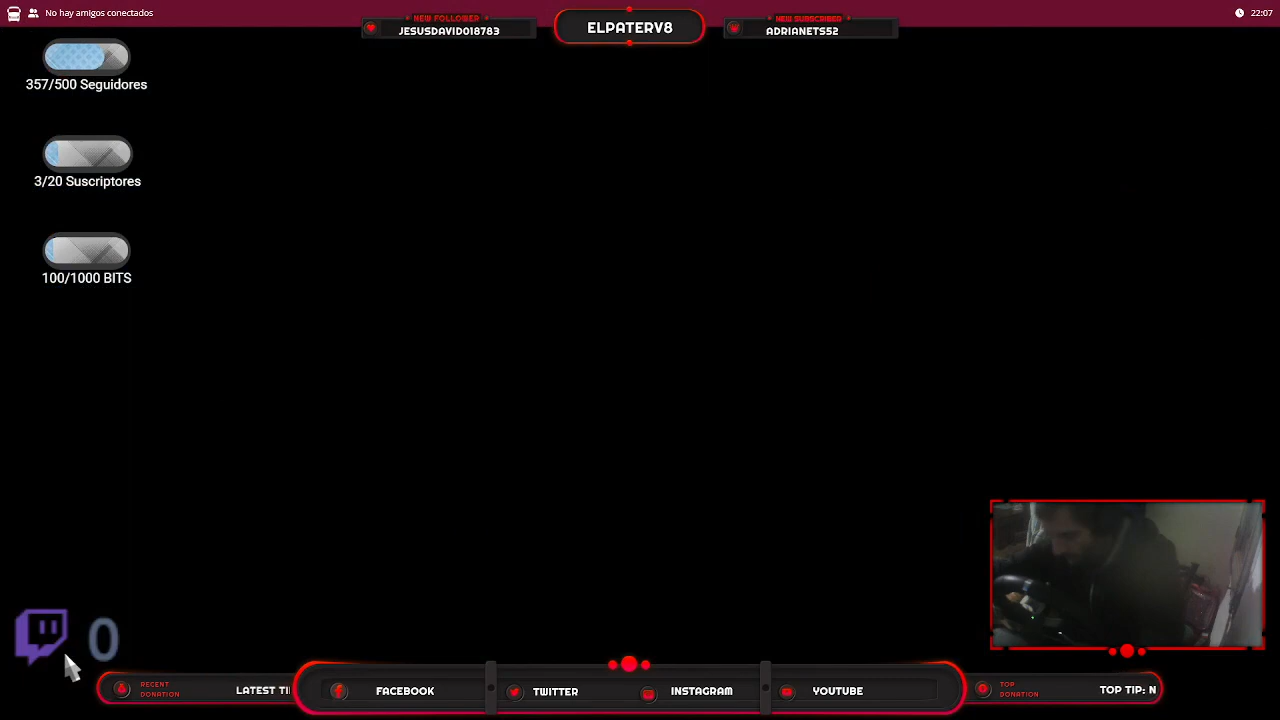 No hay amigos conectados
NEW FOLLOWER
JESUSDAVID018783
ELPATERV8
NEW SUBSCRIBER
ADRIANETS52
22:07
357/500 Seguidores
3/20 Suscriptores
100/1000 BITS
0
RECENT DONATION
LATEST TI
FACEBOOK
TWITTER
INSTAGRAM
YOUTUBE
TOP DONATION
TOP TIP: N